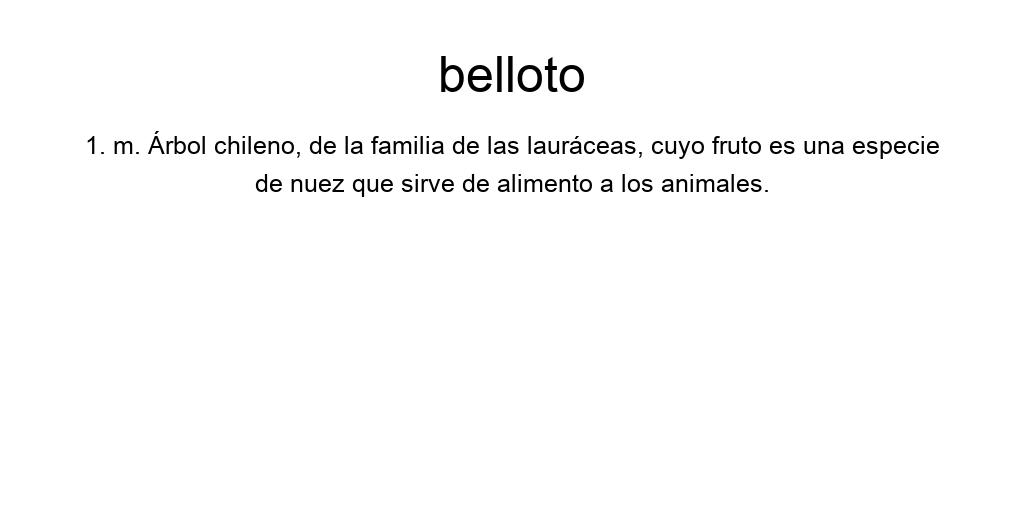 belloto
1. m. Árbol chileno, de la familia de las lauráceas, cuyo fruto es una especie
de nuez que sirve de alimento a los animales.